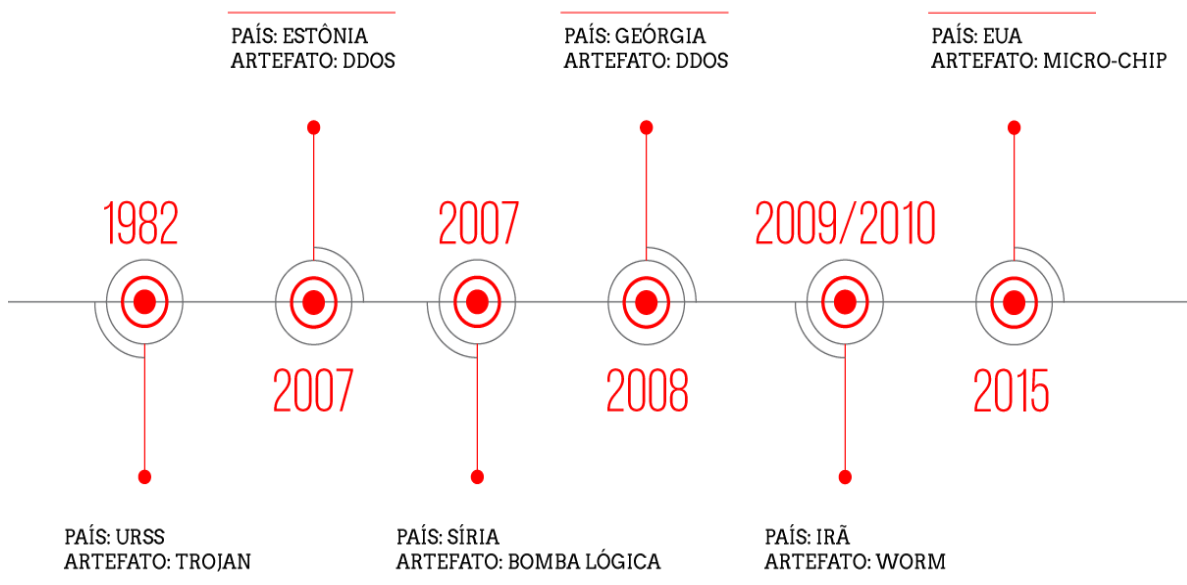 PAÍS: ESTÔNIA
ARTEFATO: DDOS
PAÍS: GEÓRGIA
ARTEFATO: DDOS
PAÍS: EUA
ARTEFATO: MICRO-CHIP
1982
2007
2007
2008
2009/2010
2015
PAÍS: URSS
ARTEFATO: TROJAN
PAÍS: SÍRIA
ARTEFATO: BOMBA LÓGICA
PAÍS: IRÃ
ARTEFATO: WORM